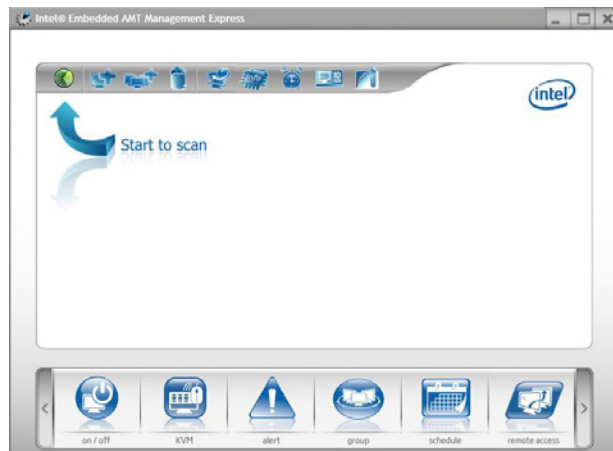 Intel® Embedded AMT Management Express
intel
Start to scan
on / off
KVM
alert
group
schedule
remote access